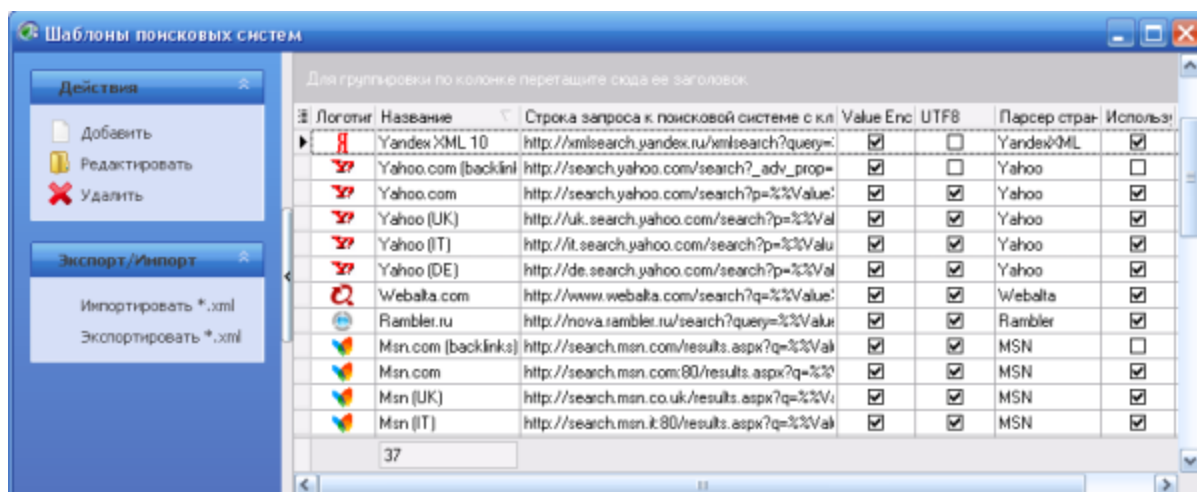 Шаблоны поисковых систем
Действия
Добавить
Редактировать
Удалить
Экспорт/Импорт
Импортировать *.xml
Экспортировать *.xml
Для группировки по колонке перетащите сюда ее заголовок
Логотиг Название Строка запроса к поисковой системе с кл Value Enc UTF8 Парсер стран Использу
Yandex XML 10 http://xmlsearch.yandex.ru/xmlsearch?query= YandexXML
Yahoo.com (backlinl http://search.yahoo.com/search?_adv_prop= Yahoo
Yahoo.com http://search.yahoo.com/search?p=%%Value Yahoo
Yahoo (UK) http://uk.search.yahoo.com/search?p=%%Val Yahoo
Yahoo (IT) http://it.search.yahoo.com/search?p=%%Valu Yahoo
Yahoo (DE) http://de.search.yahoo.com/search?p=%%Val Yahoo
Webalta.com http://www.webalta.com/search?q=%%Value Webalta
Rambler.ru http://nova.rambler.ru/search?query=%%Value Rambler
Msn.com (backlinks) http://search.msn.com/results.aspx?q=%%Val MSN
Msn.com http://search.msn.com:80/results.aspx?q=%% MSN
Msn (UK) http://search.msn.co.uk/results.aspx?q=%%V MSN
Msn (IT) http://search.msn.it:80/results.aspx?q=%%Val MSN
37